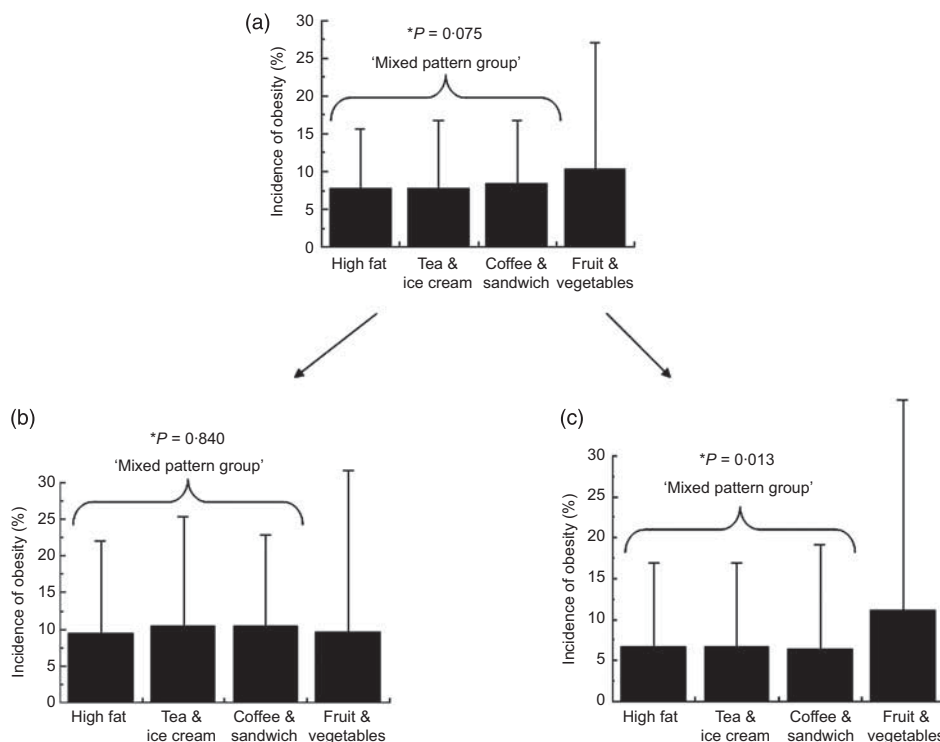 (a)
*P = 0·075
'Mixed pattern group'
Incidence of obesity (%)
30
25
20
15
10
5
0
High fat
Tea &
ice cream
Coffee &
sandwich
Fruit &
vegetables
(b)
*P = 0·840
'Mixed pattern group'
Incidence of obesity (%)
30
25
20
15
10
5
0
High fat
Tea &
ice cream
Coffee &
sandwich
Fruit &
vegetables
(c)
*P = 0·013
'Mixed pattern group'
Incidence of obesity (%)
30
25
20
15
10
5
0
High fat
Tea &
ice cream
Coffee &
sandwich
Fruit &
vegetables